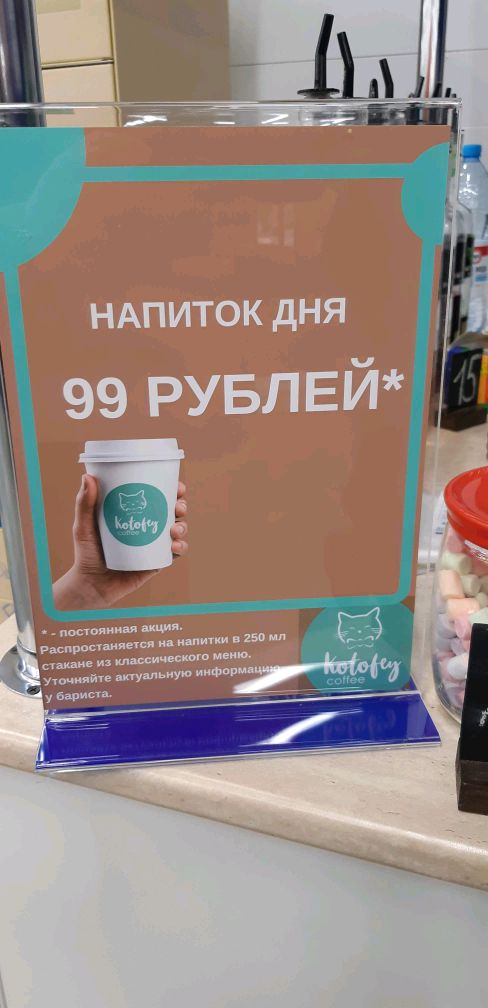 НАПИТОК ДНЯ
99 РУБЛЕЙ*
kotofey
coffee
* - постоянная акция.
Распростаняется на напитки в 250 мл
стакане из классического меню.
Уточняйте актуальную информацию
у бариста.
kotofey
coffee
15